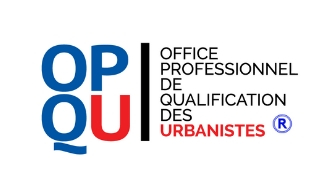 OP
QU
OFFICE
PROFESSIONNEL
DE
QUALIFICATION
DES
URBANISTES ®